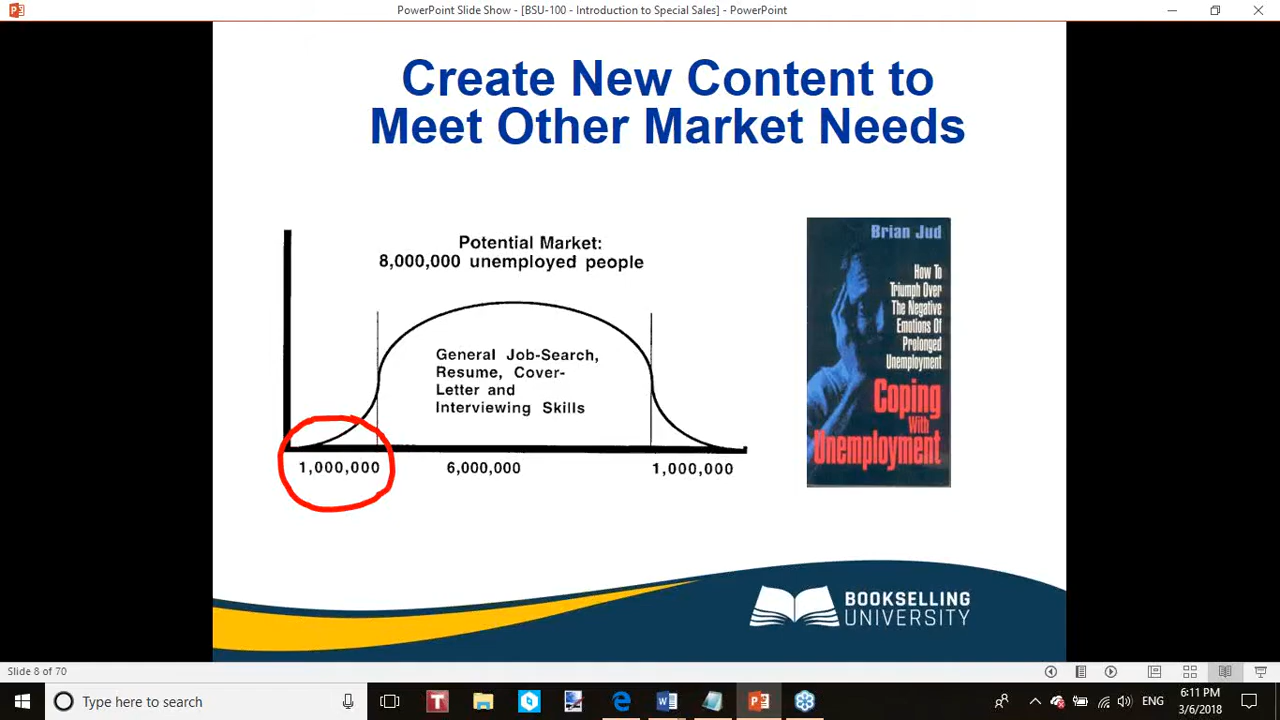 PowerPoint Slide Show - [BSU-100 - Introduction to Special Sales] - PowerPoint
Create New Content to
Meet Other Market Needs
Potential Market:
8,000,000 unemployed people
General Job-Search,
Resume, Cover-
Letter and
Interviewing Skills
1,000,000
6,000,000
1,000,000
Brian Jud
How To
Triumph Over
The Negative
Emotions Of
Prolonged
Unemployment
Coping
With
Unemployment
BOOKSELLING
UNIVERSITY
Slide 8 of 70
Type here to search
ENG
6:11 PM
3/6/2018